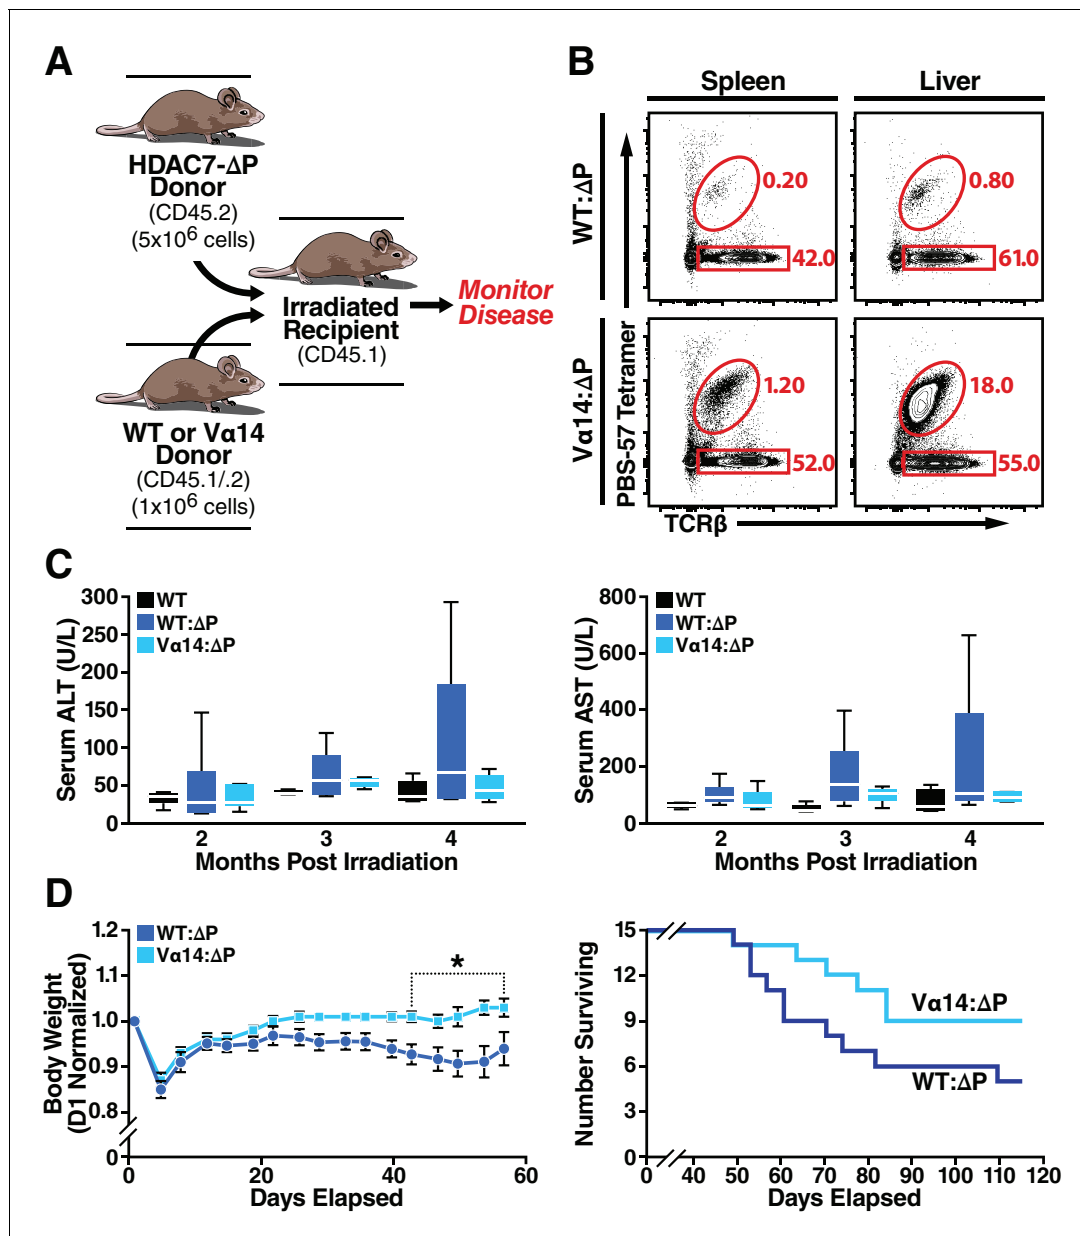 A
HDAC7-ΔP
Donor
(CD45.2)
(5x10⁶ cells)
Irradiated
Recipient
(CD45.1)
Monitor
Disease
WT or Vα14
Donor
(CD45.1/.2)
(1x10⁶ cells)
B
Spleen
Liver
WT:ΔP
0.20
0.80
42.0
61.0
Vα14:ΔP
PBS-57 Tetramer
1.20
18.0
52.0
55.0
TCRβ
C
Serum ALT (U/L)
300
250
200
150
100
50
0
WT
WT:ΔP
Vα14:ΔP
2
3
4
Months Post Irradiation
Serum AST (U/L)
800
600
400
200
0
WT
WT:ΔP
Vα14:ΔP
2
3
4
Months Post Irradiation
D
Body Weight
(D1 Normalized)
1.2
1.1
1.0
0.9
0.8
0
WT:ΔP
Vα14:ΔP
*
0
20
40
60
Days Elapsed
Number Surviving
15
12
9
6
3
0
Vα14:ΔP
WT:ΔP
0
40
50
60
70
80
90
100
110
120
Days Elapsed